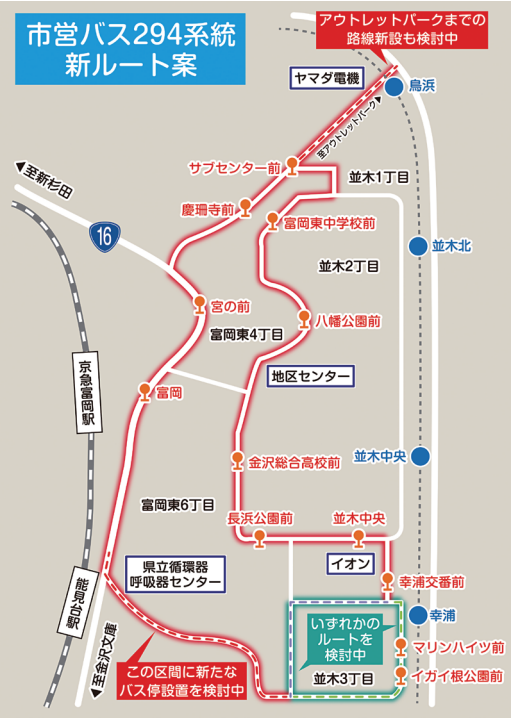 市営バス294系統
新ルート案
アウトレットパークまでの
路線新設も検討中
ヤマダ電機
鳥浜
至アウトレットパーク
サブセンター前
至新杉田
並木1丁目
慶珊寺前
富岡東中学校前
16
並木北
並木2丁目
宮の前
八幡公園前
富岡東4丁目
京急富岡駅
地区センター
富岡
並木中央
金沢総合高校前
富岡東6丁目
長浜公園前
並木中央
県立循環器
呼吸器センター
イオン
幸浦交番前
能見台駅
幸浦
いずれかの
ルートを
検討中
マリンハイツ前
この区間に新たな
バス停設置を検討中
至金沢文庫
イガイ根公園前
並木3丁目